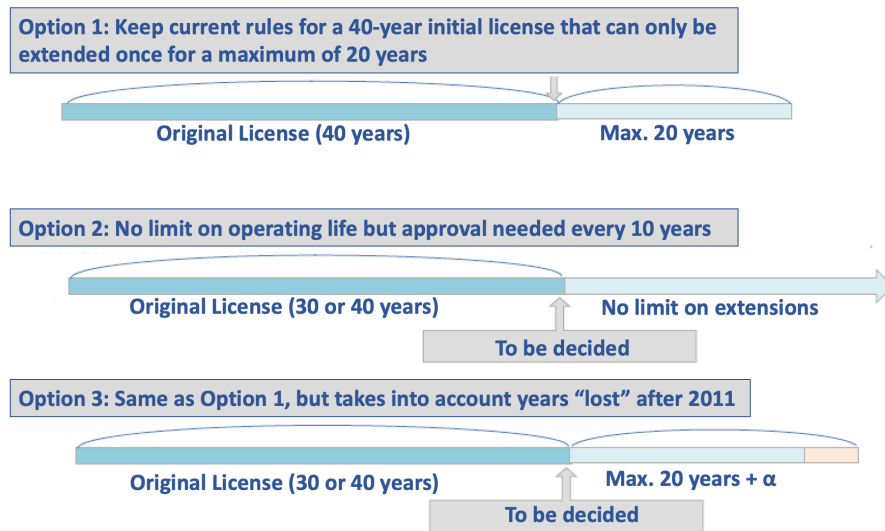 Option 1: Keep current rules for a 40-year initial license that can only be
extended once for a maximum of 20 years
Original License (40 years)
Max. 20 years
Option 2: No limit on operating life but approval needed every 10 years
Original License (30 or 40 years)
No limit on extensions
To be decided
Option 3: Same as Option 1, but takes into account years “lost” after 2011
Original License (30 or 40 years)
Max. 20 years + α
To be decided